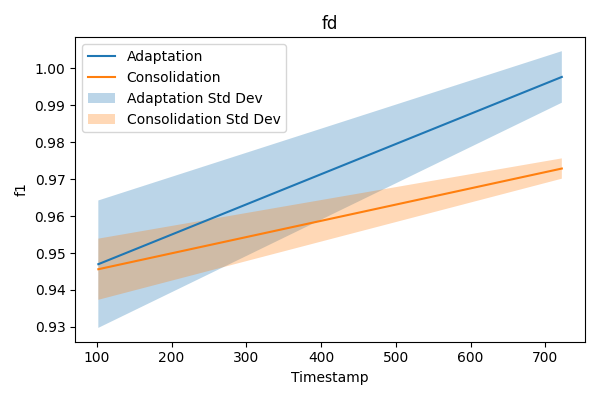 fd
Adaptation
Consolidation
Adaptation Std Dev
Consolidation Std Dev
1.00
0.99
0.98
0.97
0.96
0.95
0.94
0.93
f1
100 200 300 400 500 600 700
Timestamp